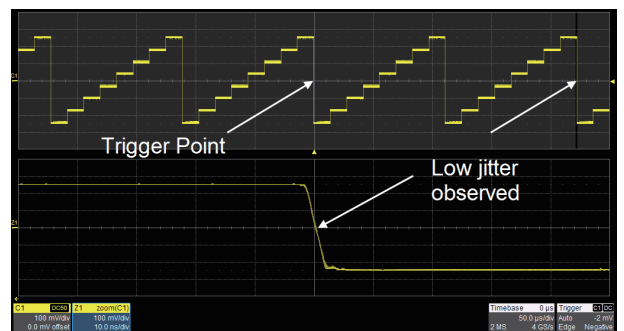 C1
Trigger Point
Low jitter
observed
Z1
C1 DC50
100 mV/div
0.0 mV offset
Z1 zoom(C1)
100 mV/div
10.0 ns/div
Timebase 0 µs
50.0 µs/div
2 MS 4 GS/s
Trigger C1 DC
Auto -2 mV
Edge Negative